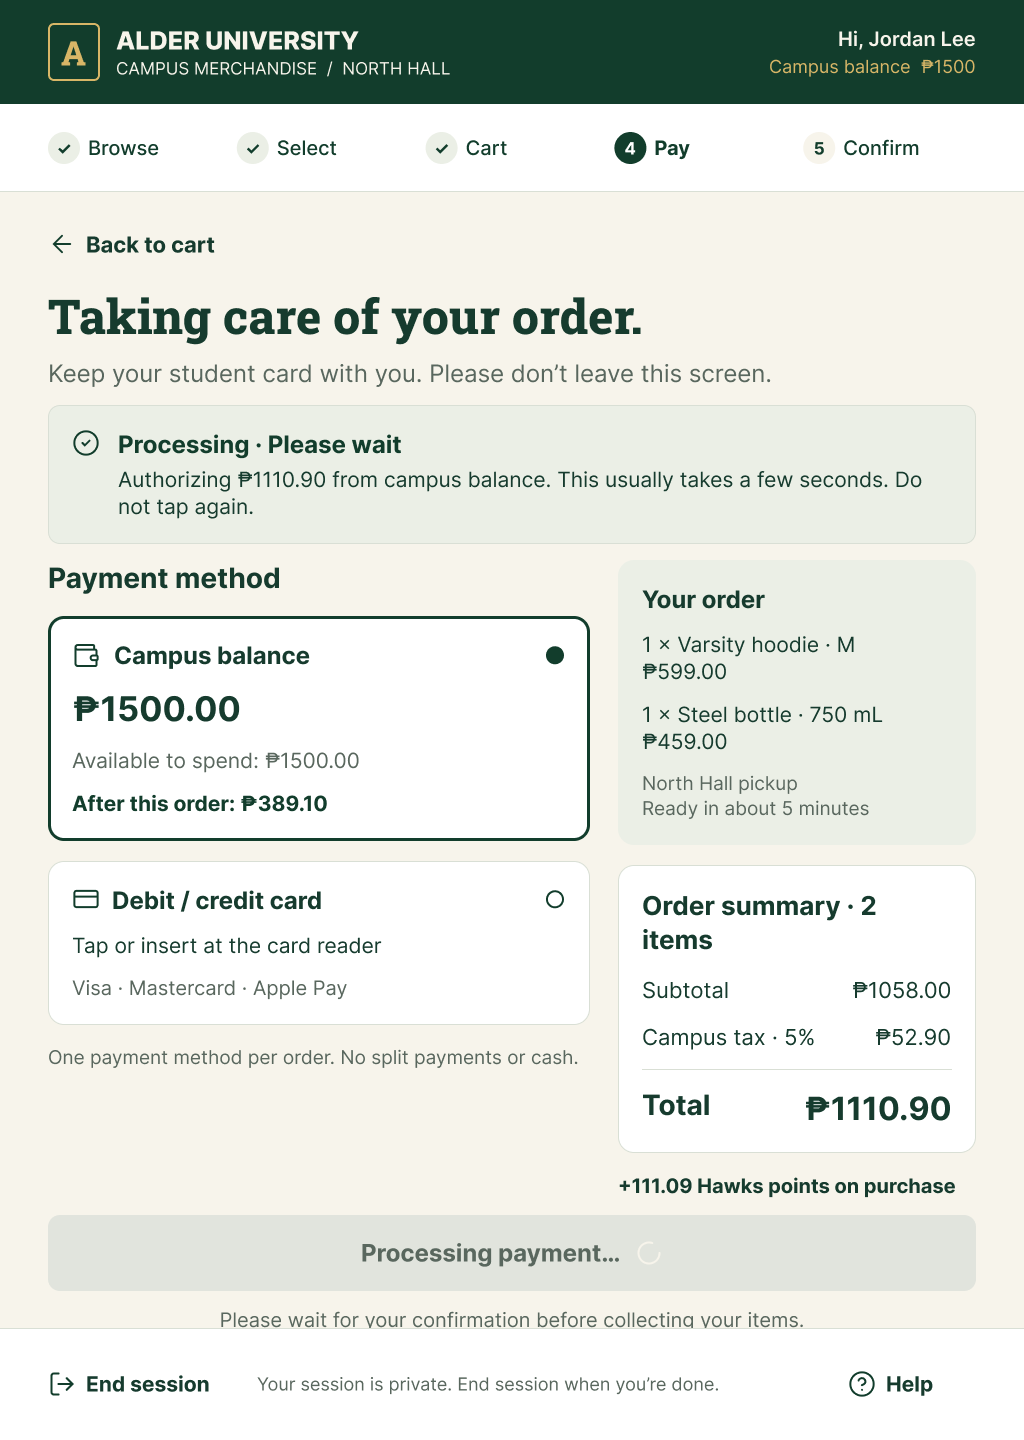 A
ALDER UNIVERSITY
CAMPUS MERCHANDISE / NORTH HALL
Hi, Jordan Lee
Campus balance ₱1500
Browse
Select
Cart
4 Pay
5 Confirm
Back to cart
Taking care of your order.
Keep your student card with you. Please don’t leave this screen.
Processing · Please wait
Authorizing ₱1110.90 from campus balance. This usually takes a few seconds. Do
not tap again.
Payment method
Campus balance
₱1500.00
Available to spend: ₱1500.00
After this order: ₱389.10
Debit / credit card
Tap or insert at the card reader
Visa · Mastercard · Apple Pay
One payment method per order. No split payments or cash.
Your order
1 × Varsity hoodie · M
₱599.00
1 × Steel bottle · 750 mL
₱459.00
North Hall pickup
Ready in about 5 minutes
Order summary · 2
items
Subtotal ₱1058.00
Campus tax · 5% ₱52.90
Total ₱1110.90
+111.09 Hawks points on purchase
Processing payment…
Please wait for your confirmation before collecting your items.
End session
Your session is private. End session when you’re done.
Help